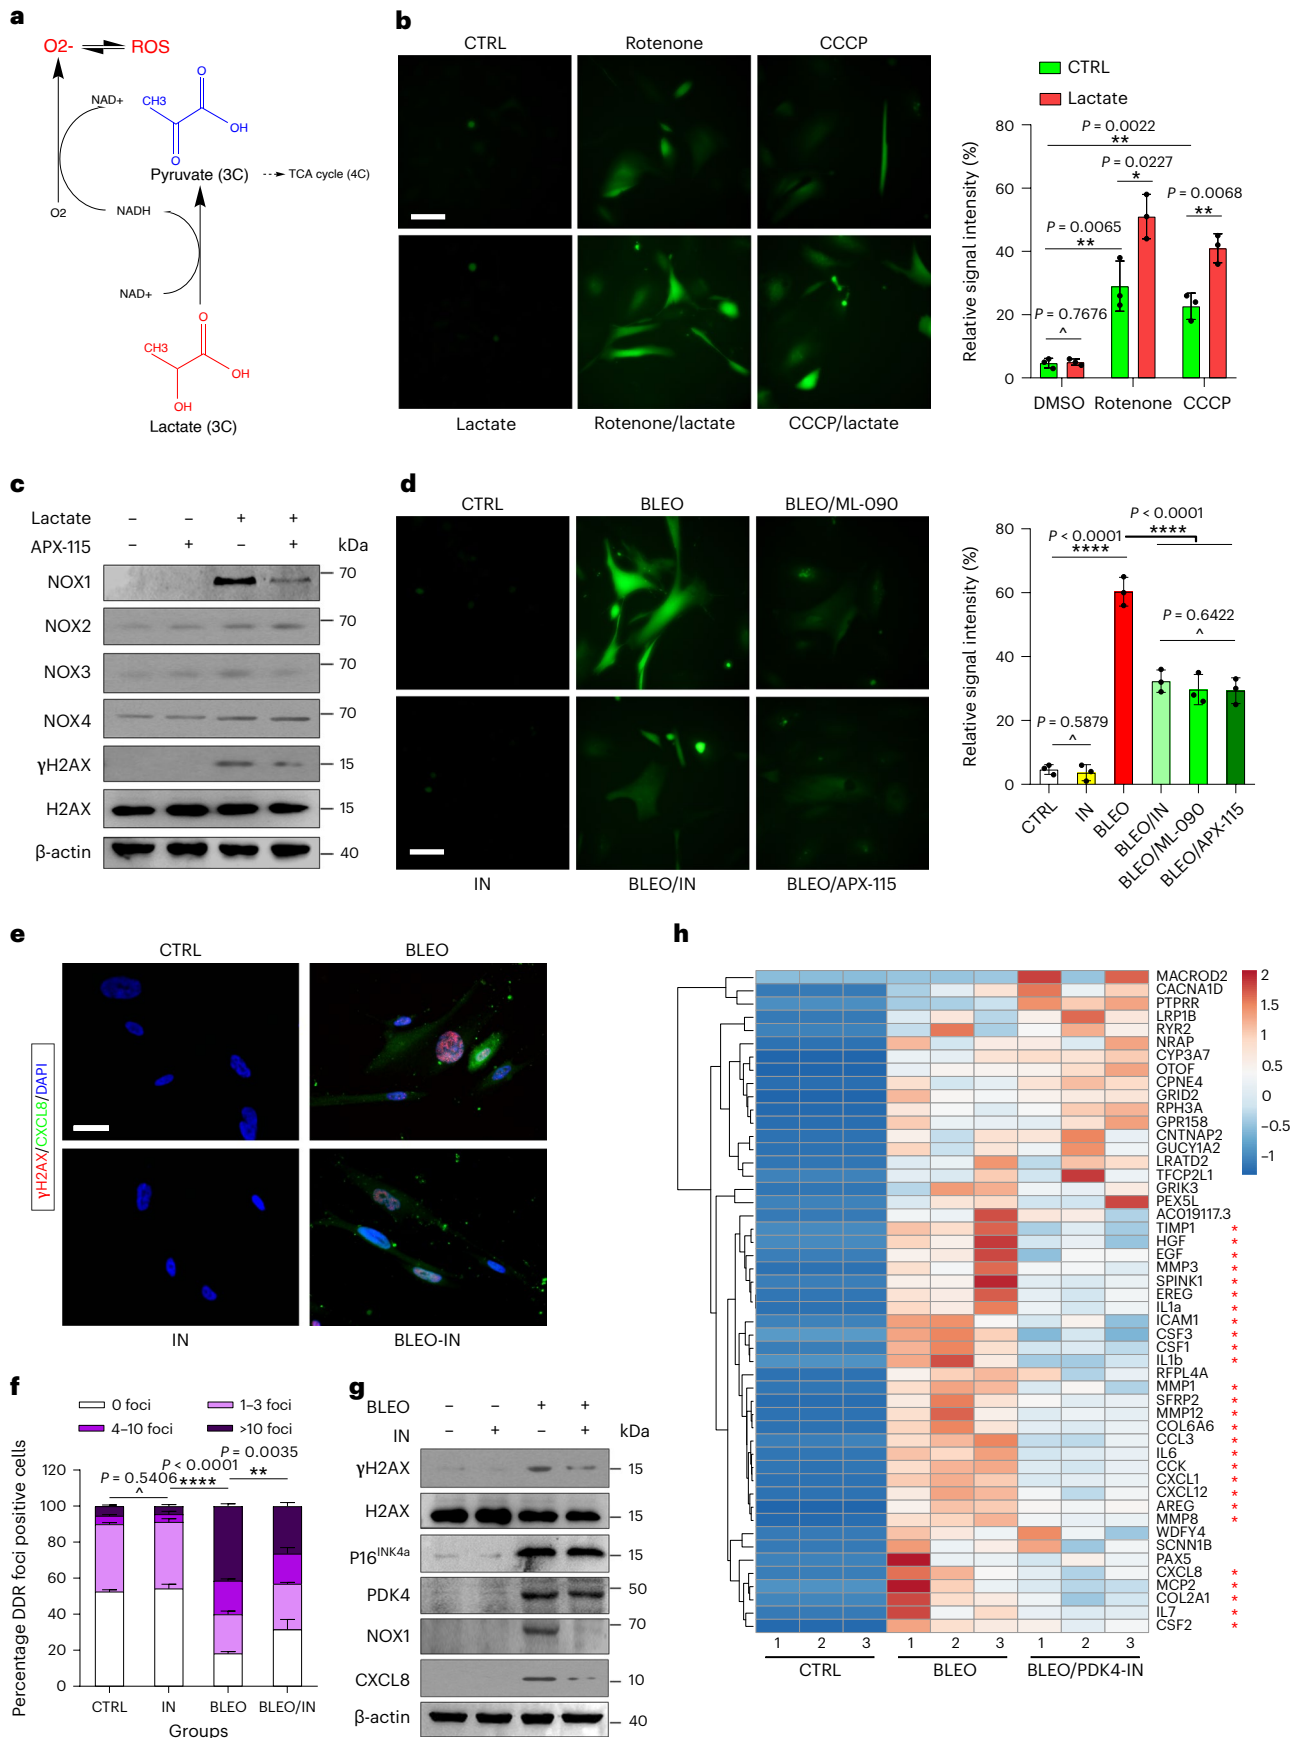 a
O2-
ROS
NAD+
CH3
O
OH
O
Pyruvate (3C)
TCA cycle (4C)
O2
NADH
NAD+
O
CH3
OH
OH
Lactate (3C)
b
CTRL
Rotenone
CCCP
Lactate
Rotenone/lactate
CCCP/lactate
CTRL
Lactate
Relative signal intensity (%)
80
60
40
20
0
P = 0.0022
**
P = 0.0227
*
P = 0.0068
**
P = 0.0065
**
P = 0.7676
^
DMSO
Rotenone
CCCP
c
Lactate – – + +
APX-115 – + – +
kDa
NOX1 70
NOX2 70
NOX3 70
NOX4 70
γH2AX 15
H2AX 15
β-actin 40
d
CTRL
BLEO
BLEO/ML-090
IN
BLEO/IN
BLEO/APX-115
Relative signal intensity (%)
80
60
40
20
0
P < 0.0001
****
P < 0.0001
****
P = 0.6422
^
P = 0.5879
^
CTRL
IN
BLEO
BLEO/IN
BLEO/ML-090
BLEO/APX-115
e
CTRL
BLEO
γH2AX/CXCL8/DAPI
IN
BLEO-IN
f
0 foci
1–3 foci
4–10 foci
>10 foci
P = 0.0035
P < 0.0001
P = 0.5406
^
****
**
Percentage DDR foci positive cells
120
100
80
60
40
20
0
CTRL
IN
BLEO
BLEO/IN
Groups
g
BLEO – – + +
IN – + – +
kDa
γH2AX 15
H2AX 15
P16INK4a 15
PDK4 50
NOX1 70
CXCL8 10
β-actin 40
h
MACROD2
CACNA1D
PTPRR
LRP1B
RYR2
NRAP
CYP3A7
OTOF
CPNE4
GRID2
RPH3A
GPR158
CNTNAP2
GUCY1A2
LRATD2
TFCP2L1
GRIK3
PEX5L
AC019117.3
TIMP1 *
HGF *
EGF *
MMP3 *
SPINK1 *
EREG *
IL1a *
ICAM1 *
CSF3 *
CSF1 *
IL1b *
RFPL4A
MMP1 *
SFRP2 *
MMP12 *
COL6A6 *
CCL3 *
IL6 *
CCK *
CXCL1 *
CXCL12 *
AREG *
MMP8 *
WDFY4
SCNN1B
PAX5
CXCL8 *
MCP2 *
COL2A1 *
IL7 *
CSF2 *
2
1.5
1
0.5
0
–0.5
–1
1 2 3 1 2 3 1 2 3
CTRL
BLEO
BLEO/PDK4-IN